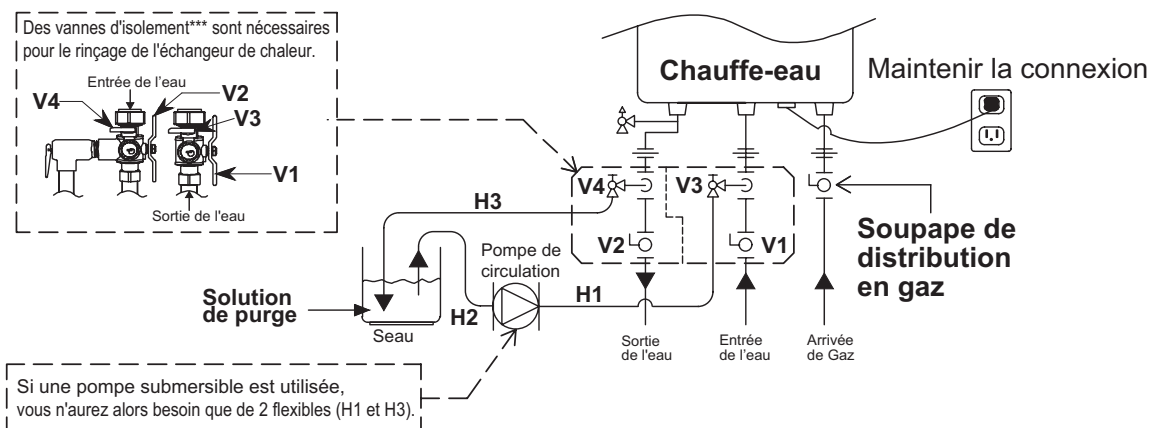 Des vannes d'isolement*** sont nécessaires
pour le rinçage de l'échangeur de chaleur.
Entrée de l'eau
V4
V2
V3
V1
Sortie de l'eau
Chauffe-eau
Maintenir la connexion
V4
V3
H3
V2
V1
Soupape de
distribution
en gaz
Pompe de
circulation
Solution
de purge
H2
H1
Seau
Sortie
de l'eau
Entrée
de l'eau
Arrivée
de Gaz
Si une pompe submersible est utilisée,
vous n'aurez alors besoin que de 2 flexibles (H1 et H3).